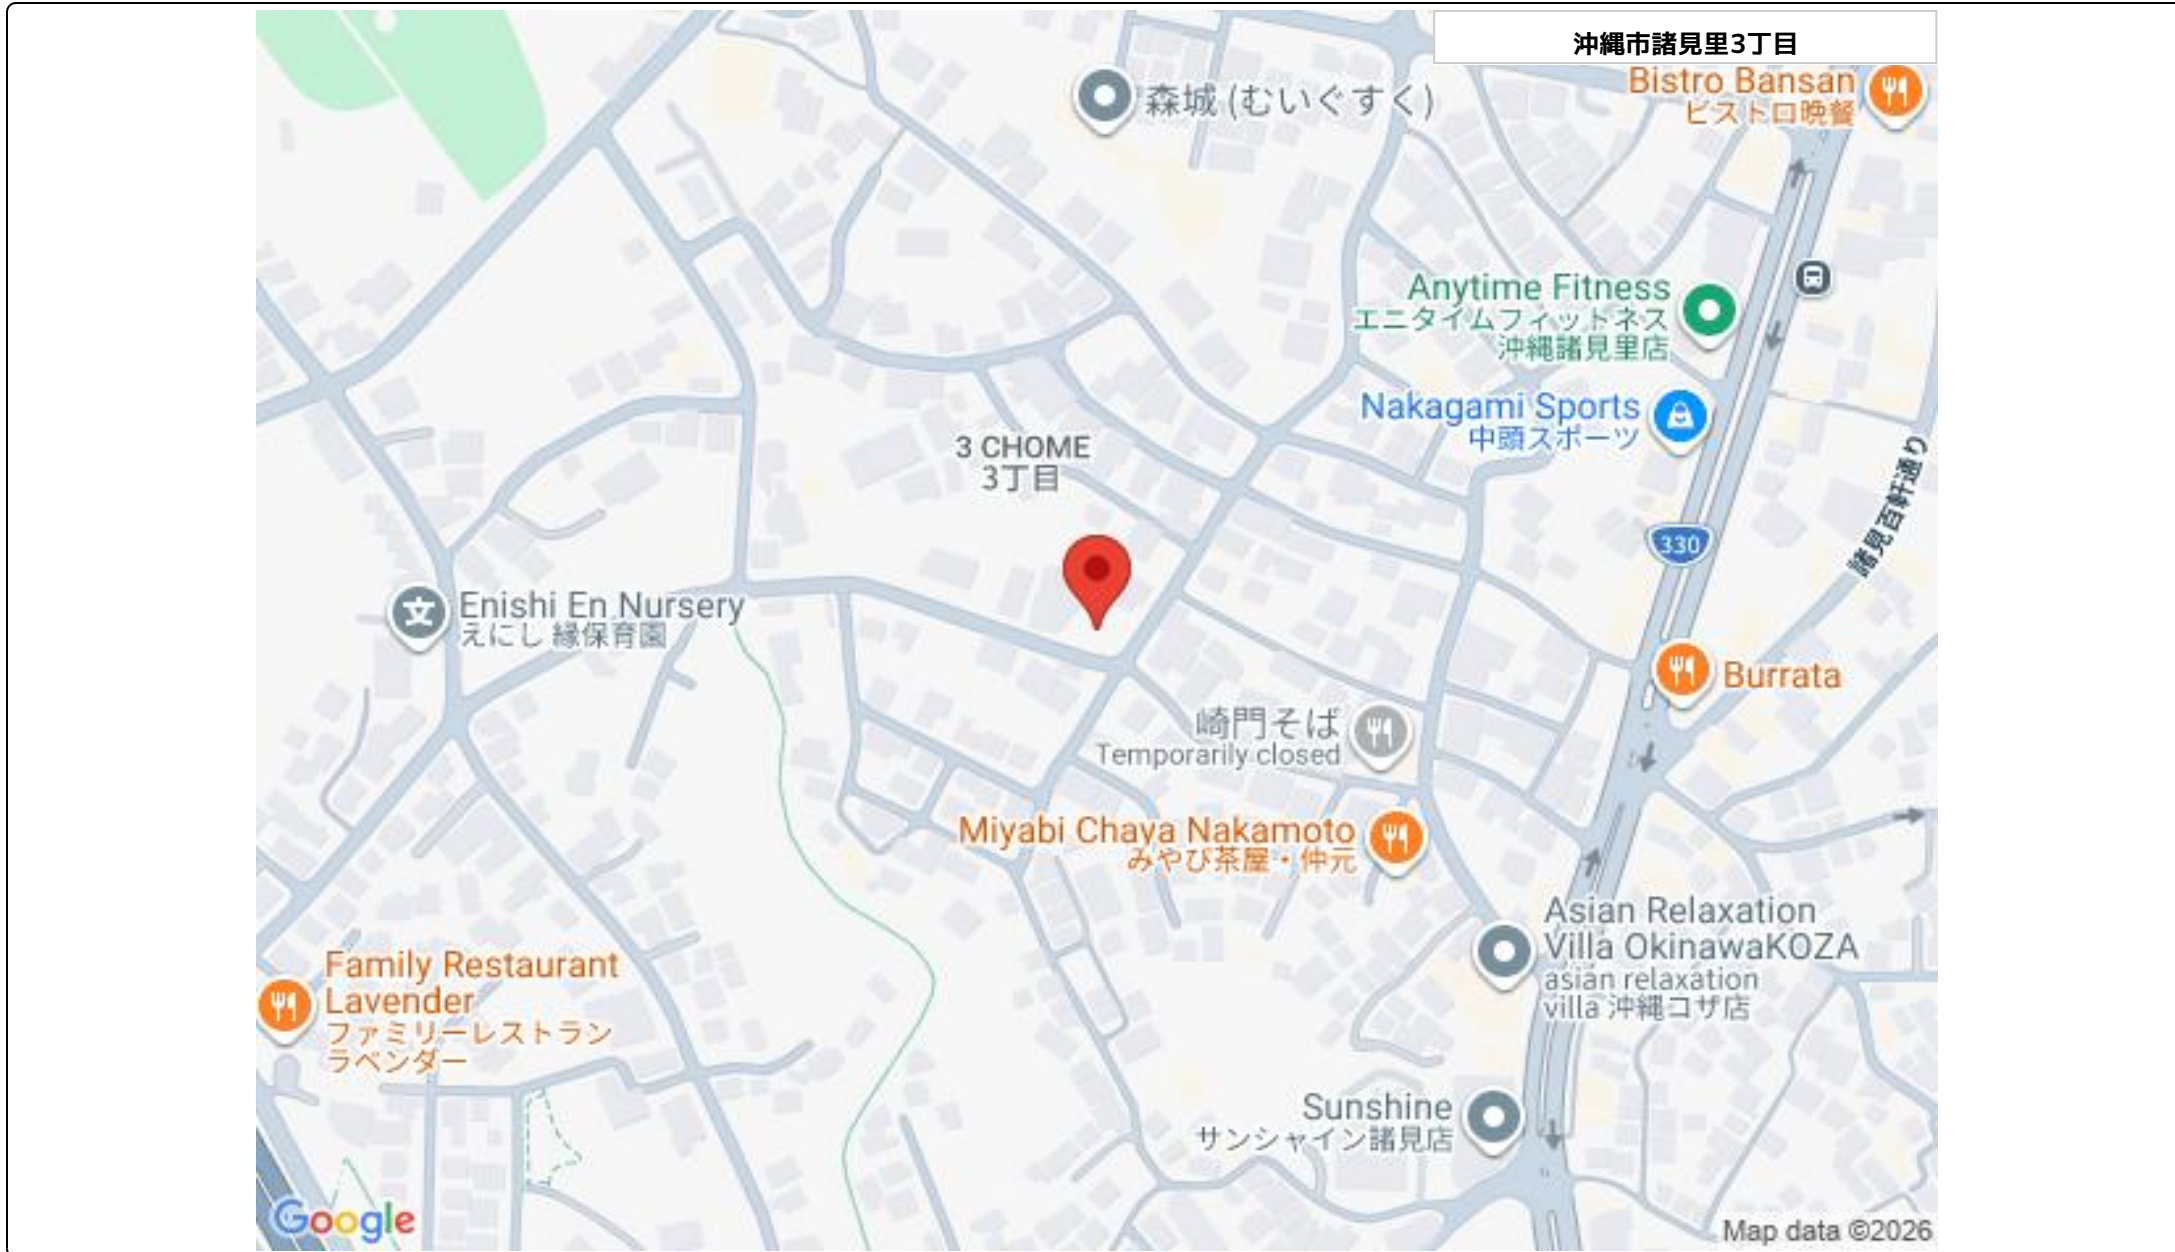 沖縄市諸見里3丁目
Bistro Bansan
ビストロ晩餐
森城 (むいぐすく)
Anytime Fitness
エニタイムフィットネス
沖縄諸見里店
Nakagami Sports
中頭スポーツ
3 CHOME
3丁目
諸見百軒通り
330
Enishi En Nursery
えにし 縁保育園
Burrata
崎門そば
Temporarily closed
Miyabi Chaya Nakamoto
みやび茶屋・仲元
Asian Relaxation
Villa OkinawaKOZA
asian relaxation
villa 沖縄コザ店
Family Restaurant
Lavender
ファミリーレストラン
ラベンダー
Sunshine
サンシャイン諸見店
Google
Map data ©2026